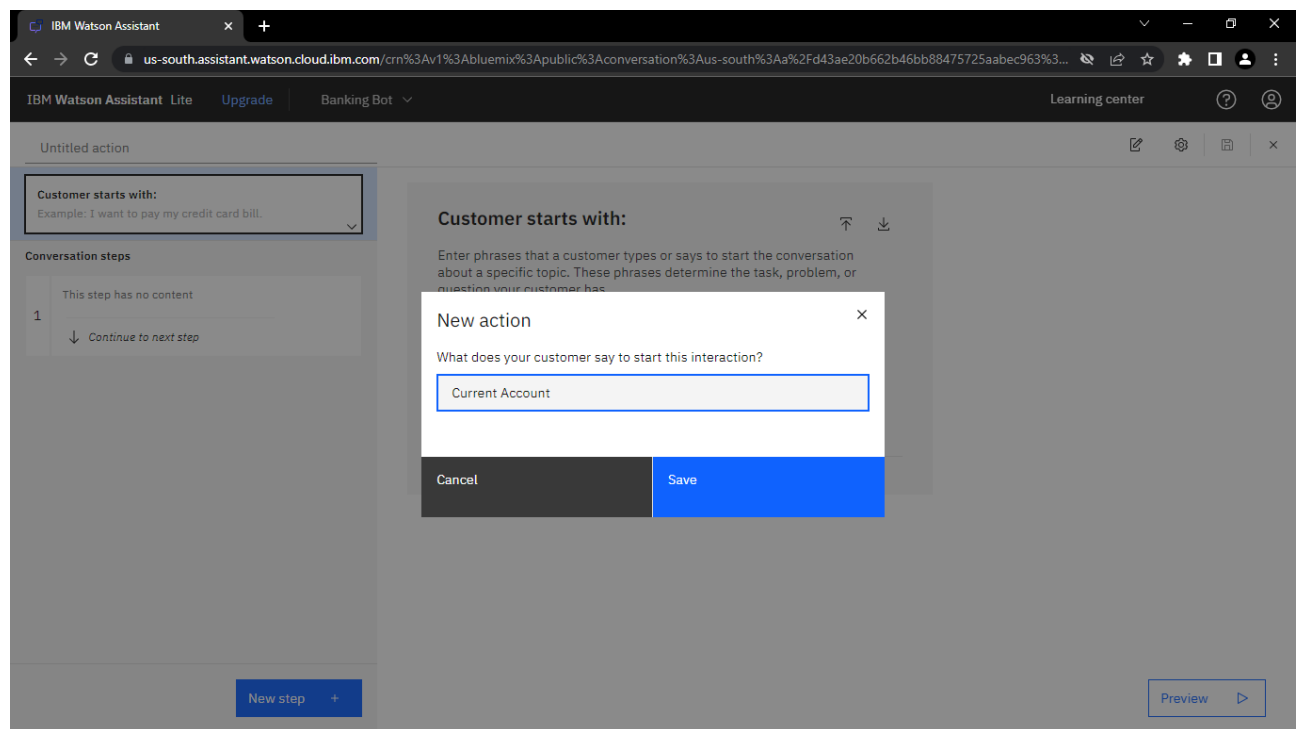 IBM Watson Assistant
us-south.assistant.watson.cloud.ibm.com/crn%3Av1%3Abluemix%3Apublic%3Aconversation%3Aus-south%3Aa%2Fd43ae20b662b46bb88475725aabec963%3...
IBM Watson Assistant Lite Upgrade Banking Bot Learning center
Untitled action
Customer starts with:
Example: I want to pay my credit card bill.
Conversation steps
1
This step has no content
Continue to next step
New step +
Customer starts with:
Enter phrases that a customer types or says to start the conversation
about a specific topic. These phrases determine the task, problem, or
question your customer has.
New action
What does your customer say to start this interaction?
Current Account
Cancel Save
Preview